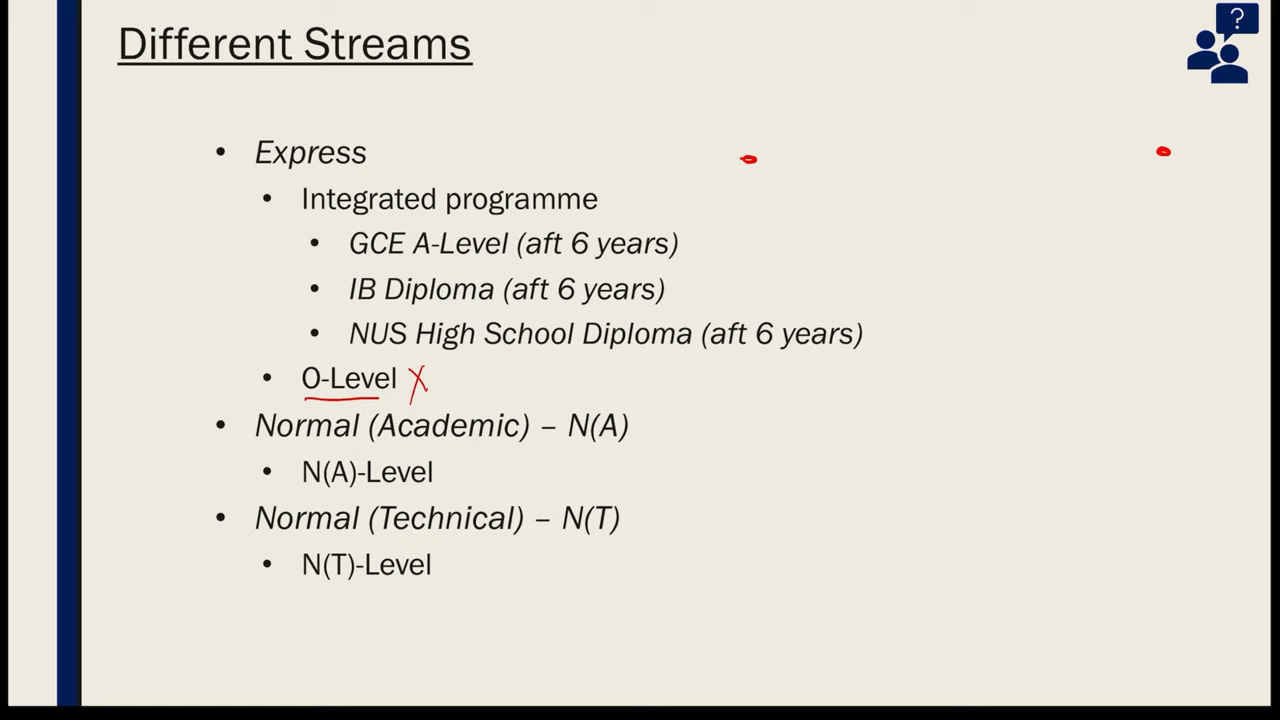 Different Streams
?
• Express
• Integrated programme
• GCE A-Level (aft 6 years)
• IB Diploma (aft 6 years)
• NUS High School Diploma (aft 6 years)
• O-Level X
• Normal (Academic) – N(A)
• N(A)-Level
• Normal (Technical) – N(T)
• N(T)-Level